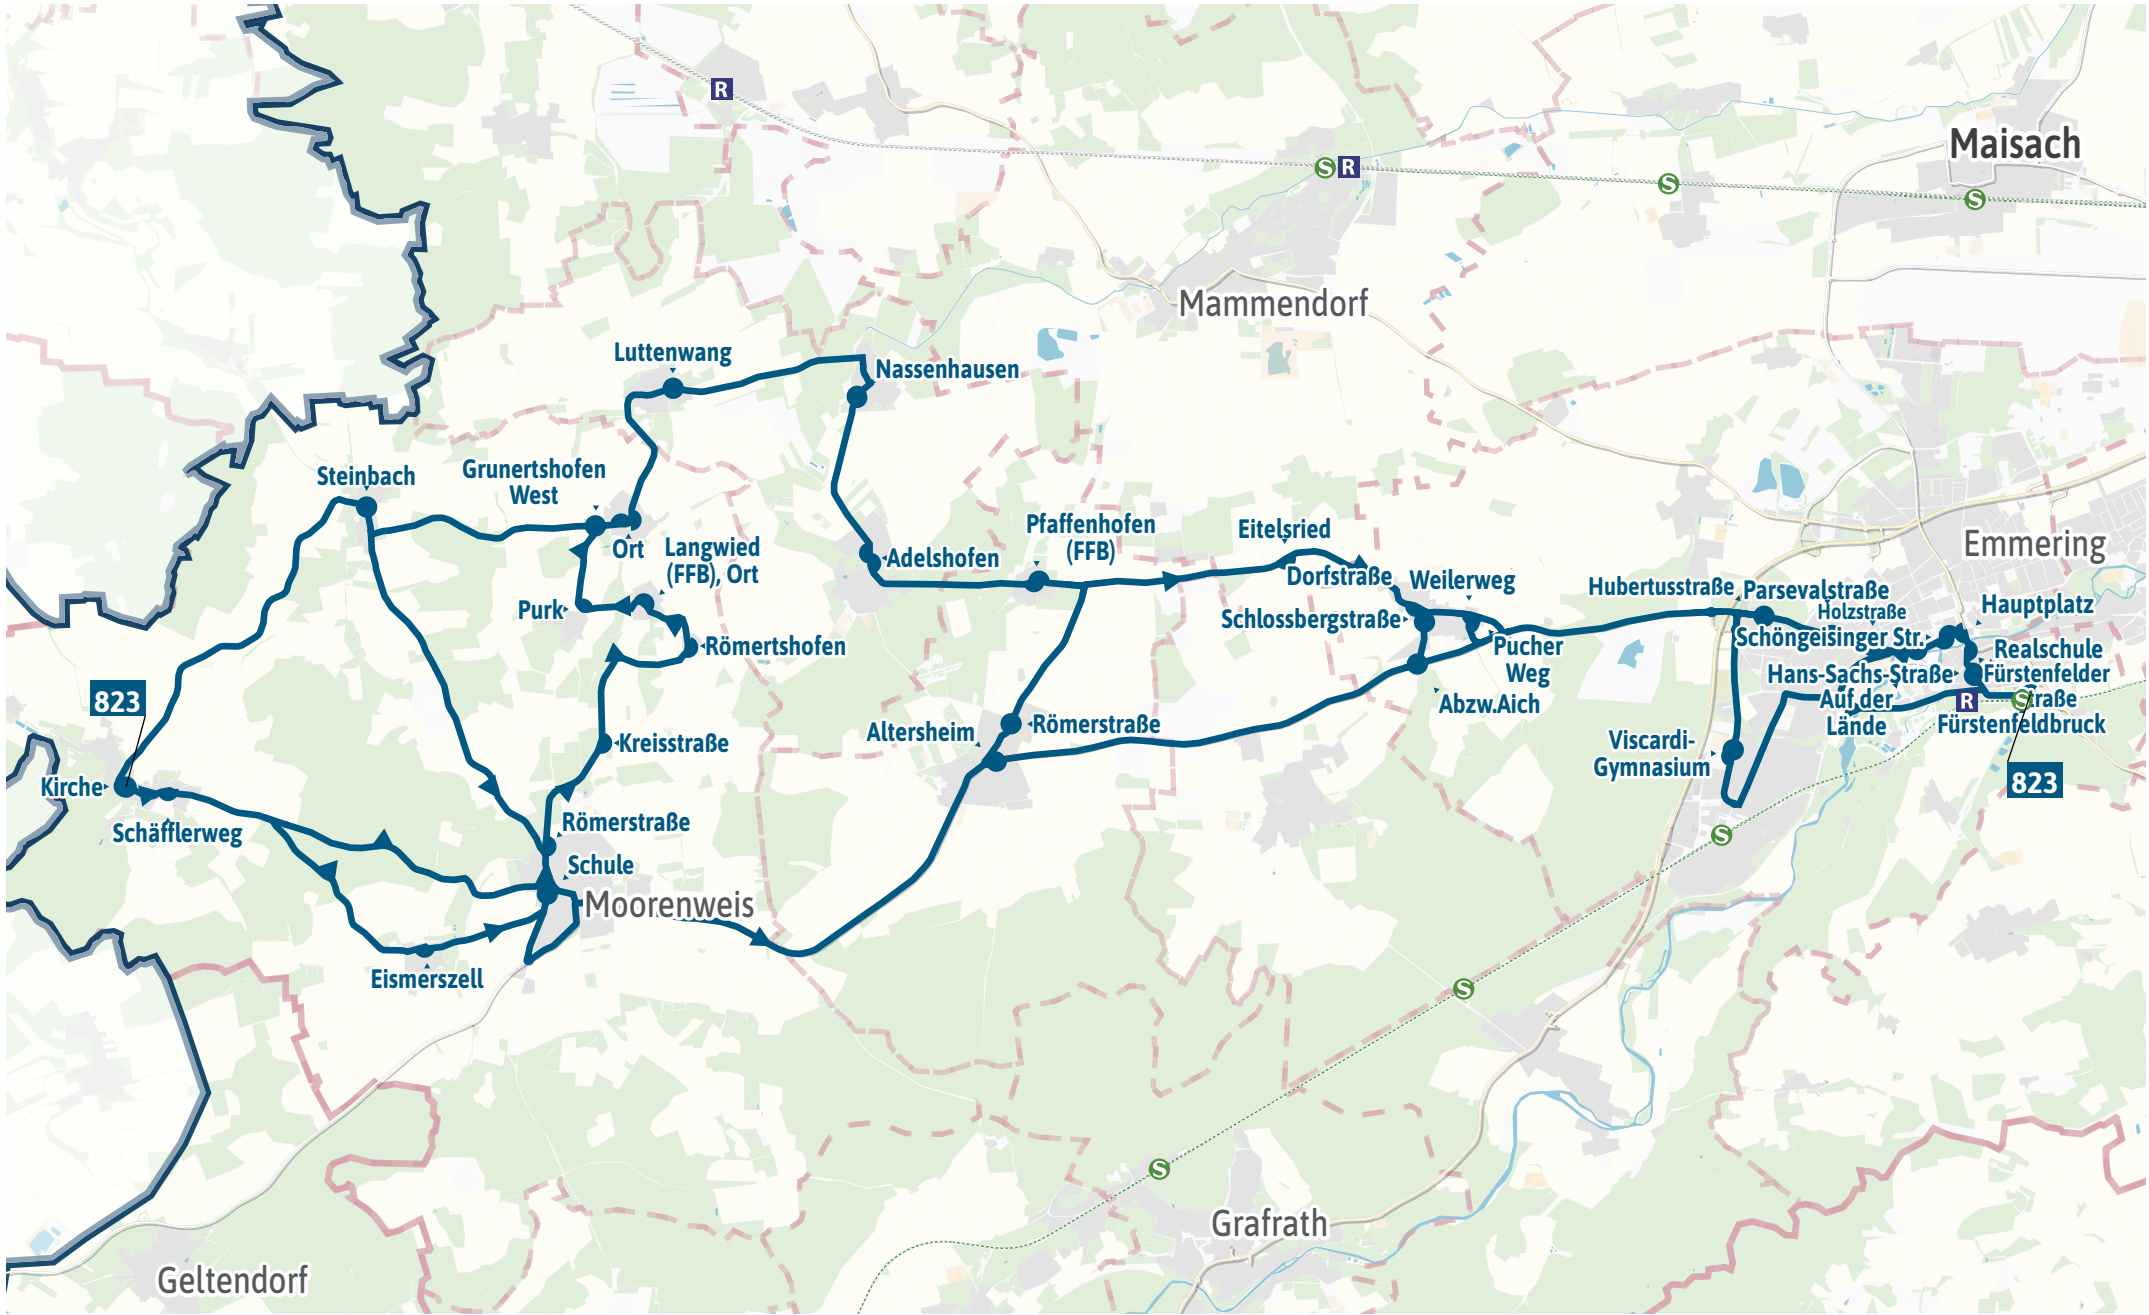 R
Maisach
S R
S
S
Mammendorf
Luttenwang
Nassenhausen
Steinbach
Grunertshofen
West
Ort
Langwied
(FFB), Ort
Adelshofen
Pfaffenhofen
(FFB)
Eitelsried
Emmering
Dorfstraße
Weilerweg
Hubertusstraße
Parsevalstraße
Holzstraße
Hauptplatz
Purk
Schlossbergstraße
Schöngeisinger Str.
Römertshofen
Pucher
Weg
Realschule
Hans-Sachs-Straße
Fürstenfelder
Straße
823
Abzw.Aich
Auf der
Lände
R
S
Fürstenfeldbruck
Altersheim
Römerstraße
Kreisstraße
Viscardi-
Gymnasium
823
Kirche
Schäfflerweg
Römerstraße
S
Schule
Moorenweis
Eismerszell
S
S
Grafrath
Geltendorf